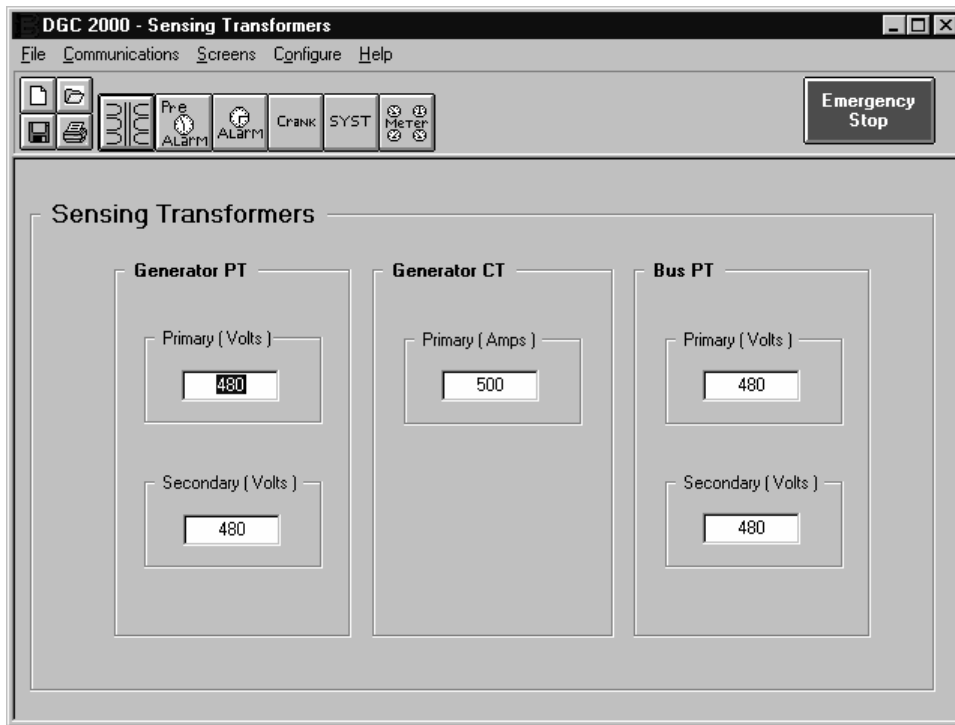 DGC 2000 - Sensing Transformers
File Communications Screens Configure Help
Pre ALarm
ALarm
Crank
SYST
MeTer
Emergency Stop
Sensing Transformers
Generator PT
Primary ( Volts )
480
Secondary ( Volts )
480
Generator CT
Primary ( Amps )
500
Bus PT
Primary ( Volts )
480
Secondary ( Volts )
480